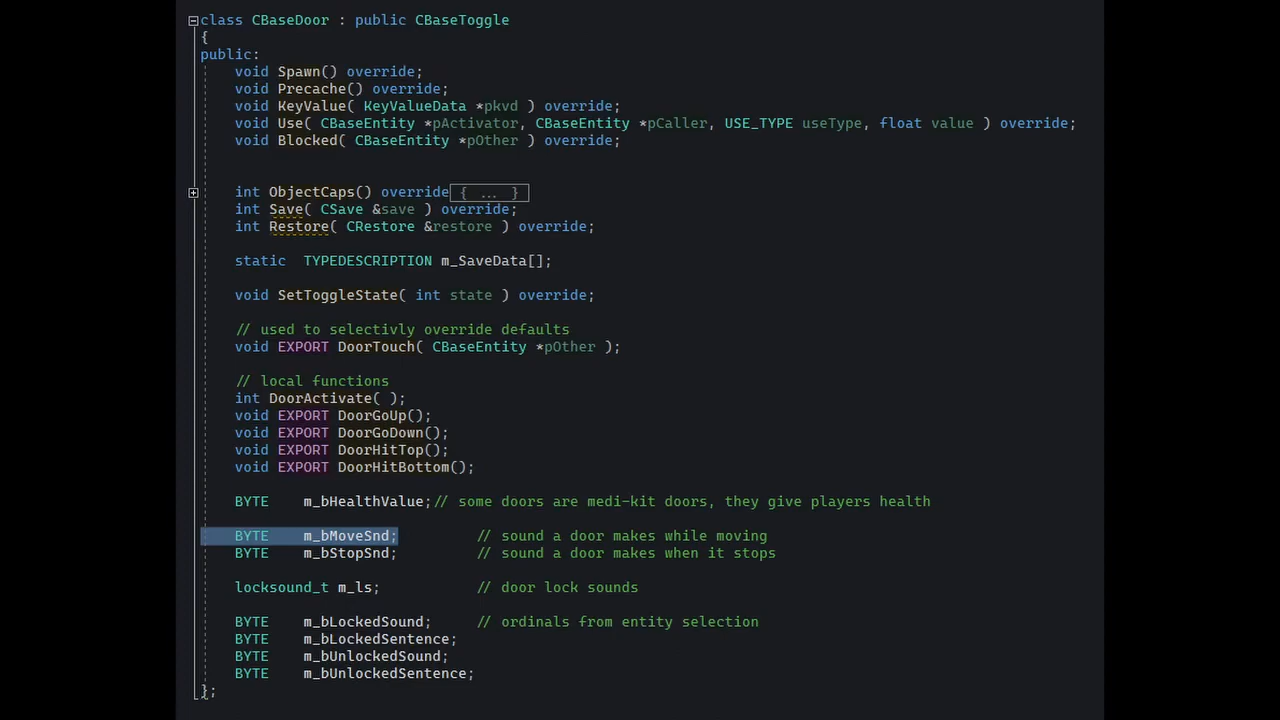 class CBaseDoor : public CBaseToggle
{
public:
    void Spawn() override;
    void Precache() override;
    void KeyValue( KeyValueData *pkvd ) override;
    void Use( CBaseEntity *pActivator, CBaseEntity *pCaller, USE_TYPE useType, float value ) override;
    void Blocked( CBaseEntity *pOther ) override;
    int ObjectCaps() override{ ... }
    int Save( CSave &save ) override;
    int Restore( CRestore &restore ) override;
    static  TYPEDESCRIPTION m_SaveData[];
    void SetToggleState( int state ) override;
    // used to selectivly override defaults
    void EXPORT DoorTouch( CBaseEntity *pOther );
    // local functions
    int DoorActivate( );
    void EXPORT DoorGoUp();
    void EXPORT DoorGoDown();
    void EXPORT DoorHitTop();
    void EXPORT DoorHitBottom();
    BYTE    m_bHealthValue;// some doors are medi-kit doors, they give players health
    BYTE    m_bMoveSnd;         // sound a door makes while moving
    BYTE    m_bStopSnd;         // sound a door makes when it stops
    locksound_t m_ls;           // door lock sounds
    BYTE    m_bLockedSound;     // ordinals from entity selection
    BYTE    m_bLockedSentence;
    BYTE    m_bUnlockedSound;
    BYTE    m_bUnlockedSentence;
};